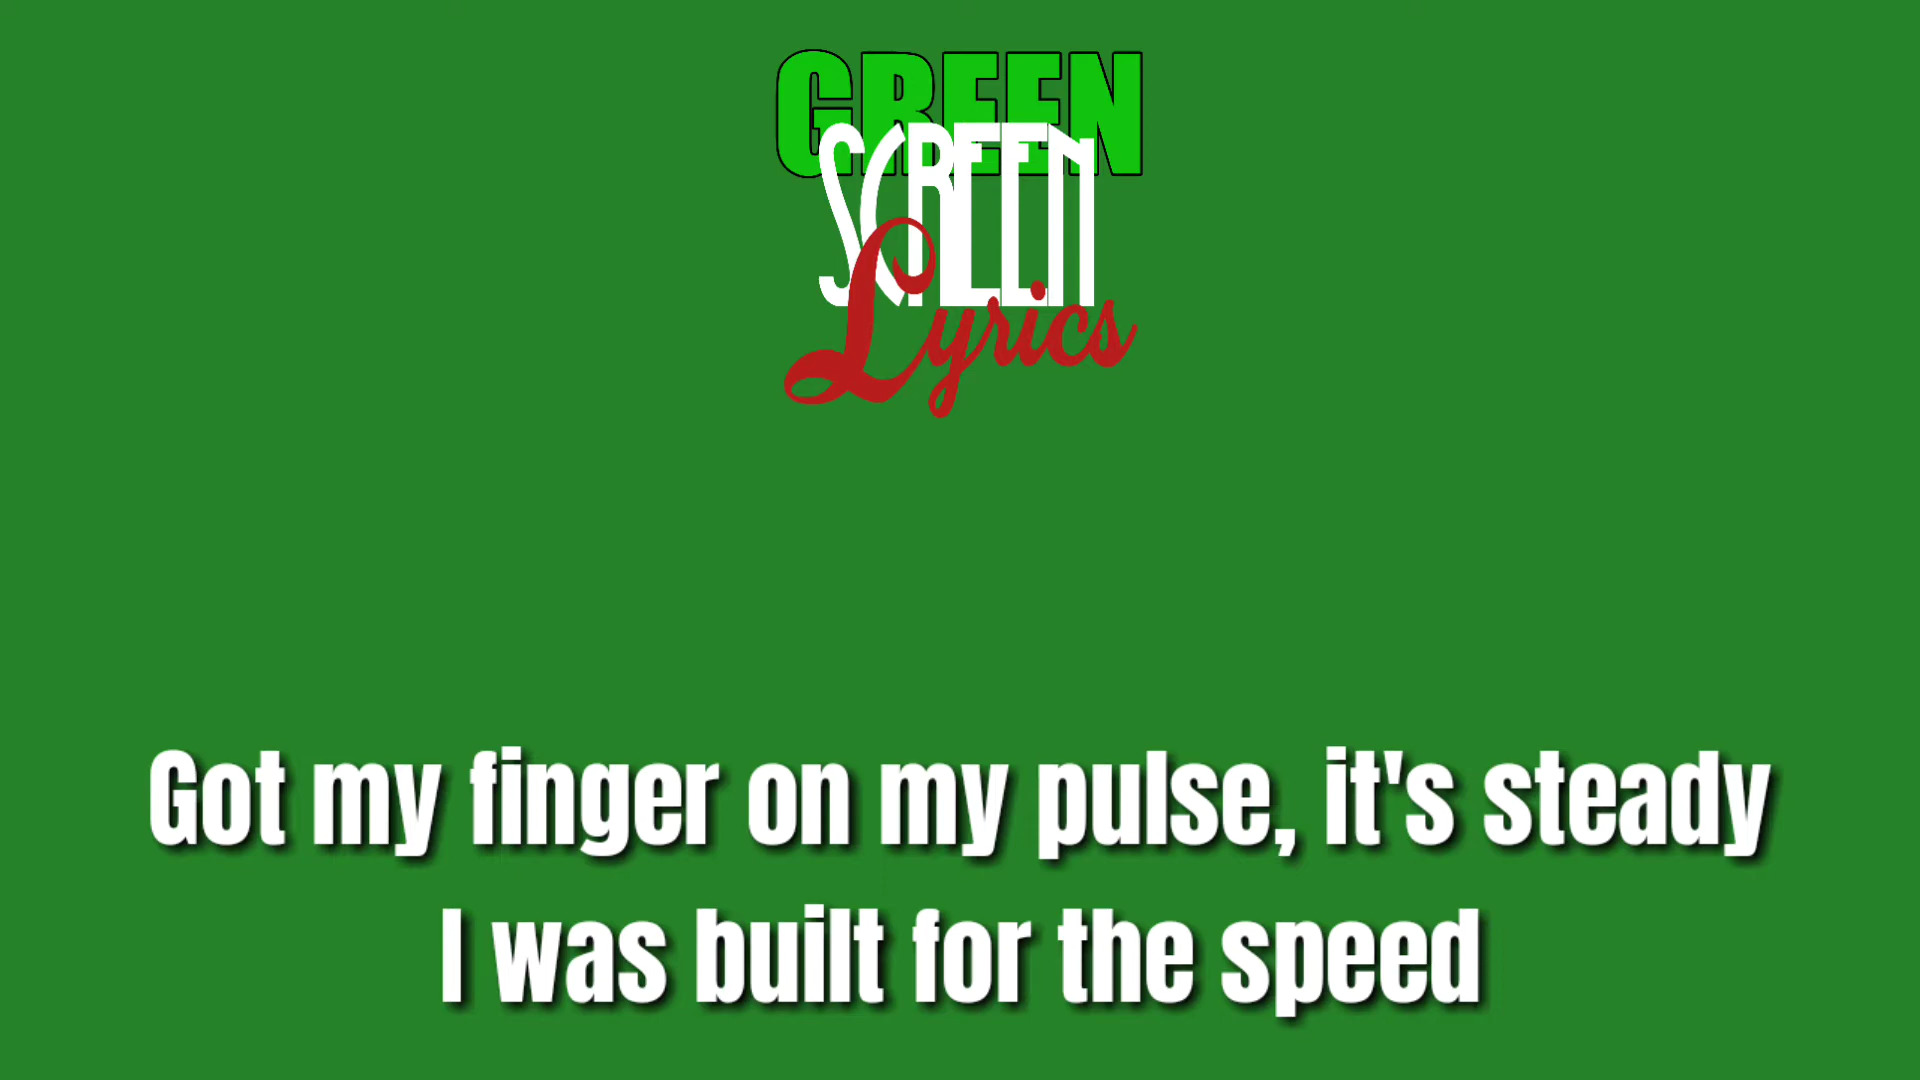 GREEN
SCREEN
Lyrics
Got my finger on my pulse, it's steady
I was built for the speed